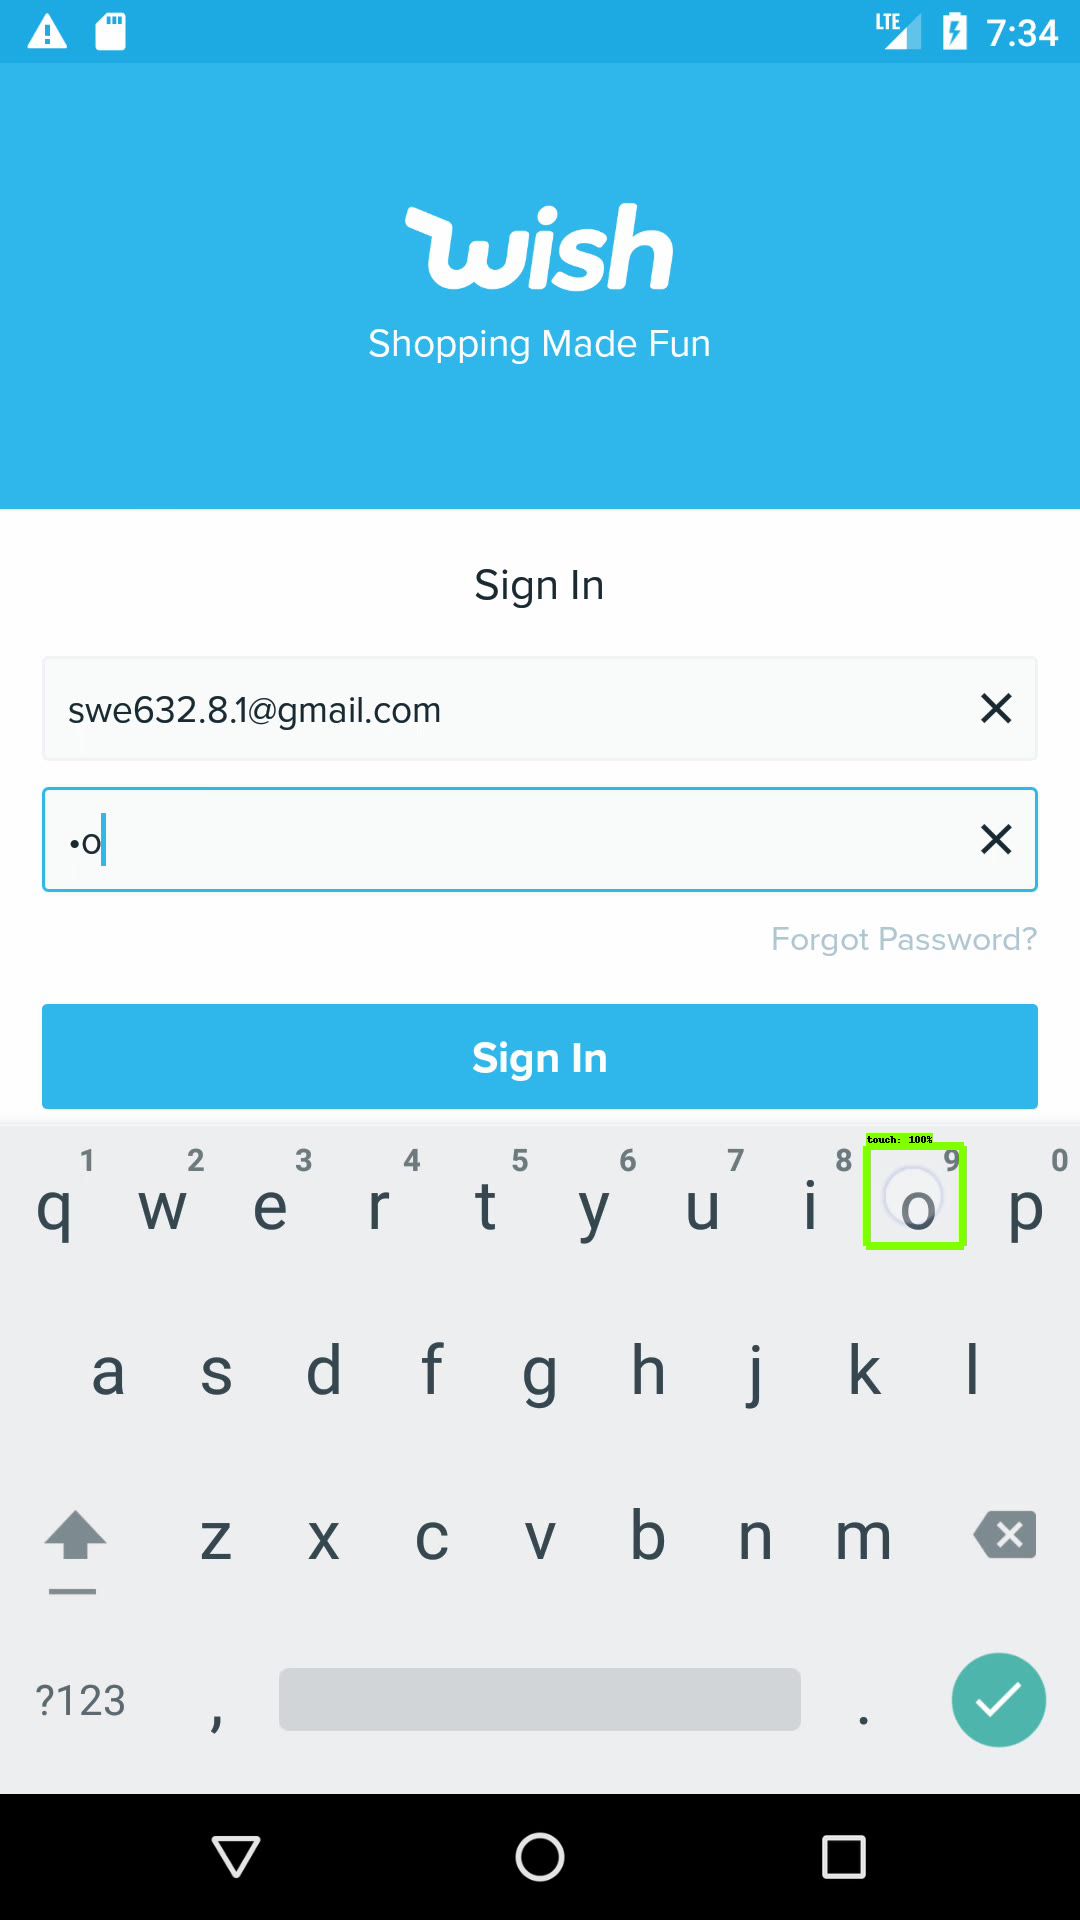 LTE 7:34
wish
Shopping Made Fun
Sign In
swe632.8.1@gmail.com
•o
Forgot Password?
Sign In
touch: 100%
1 2 3 4 5 6 7 8 9 0
q w e r t y u i o p
a s d f g h j k l
z x c v b n m
?123 , .